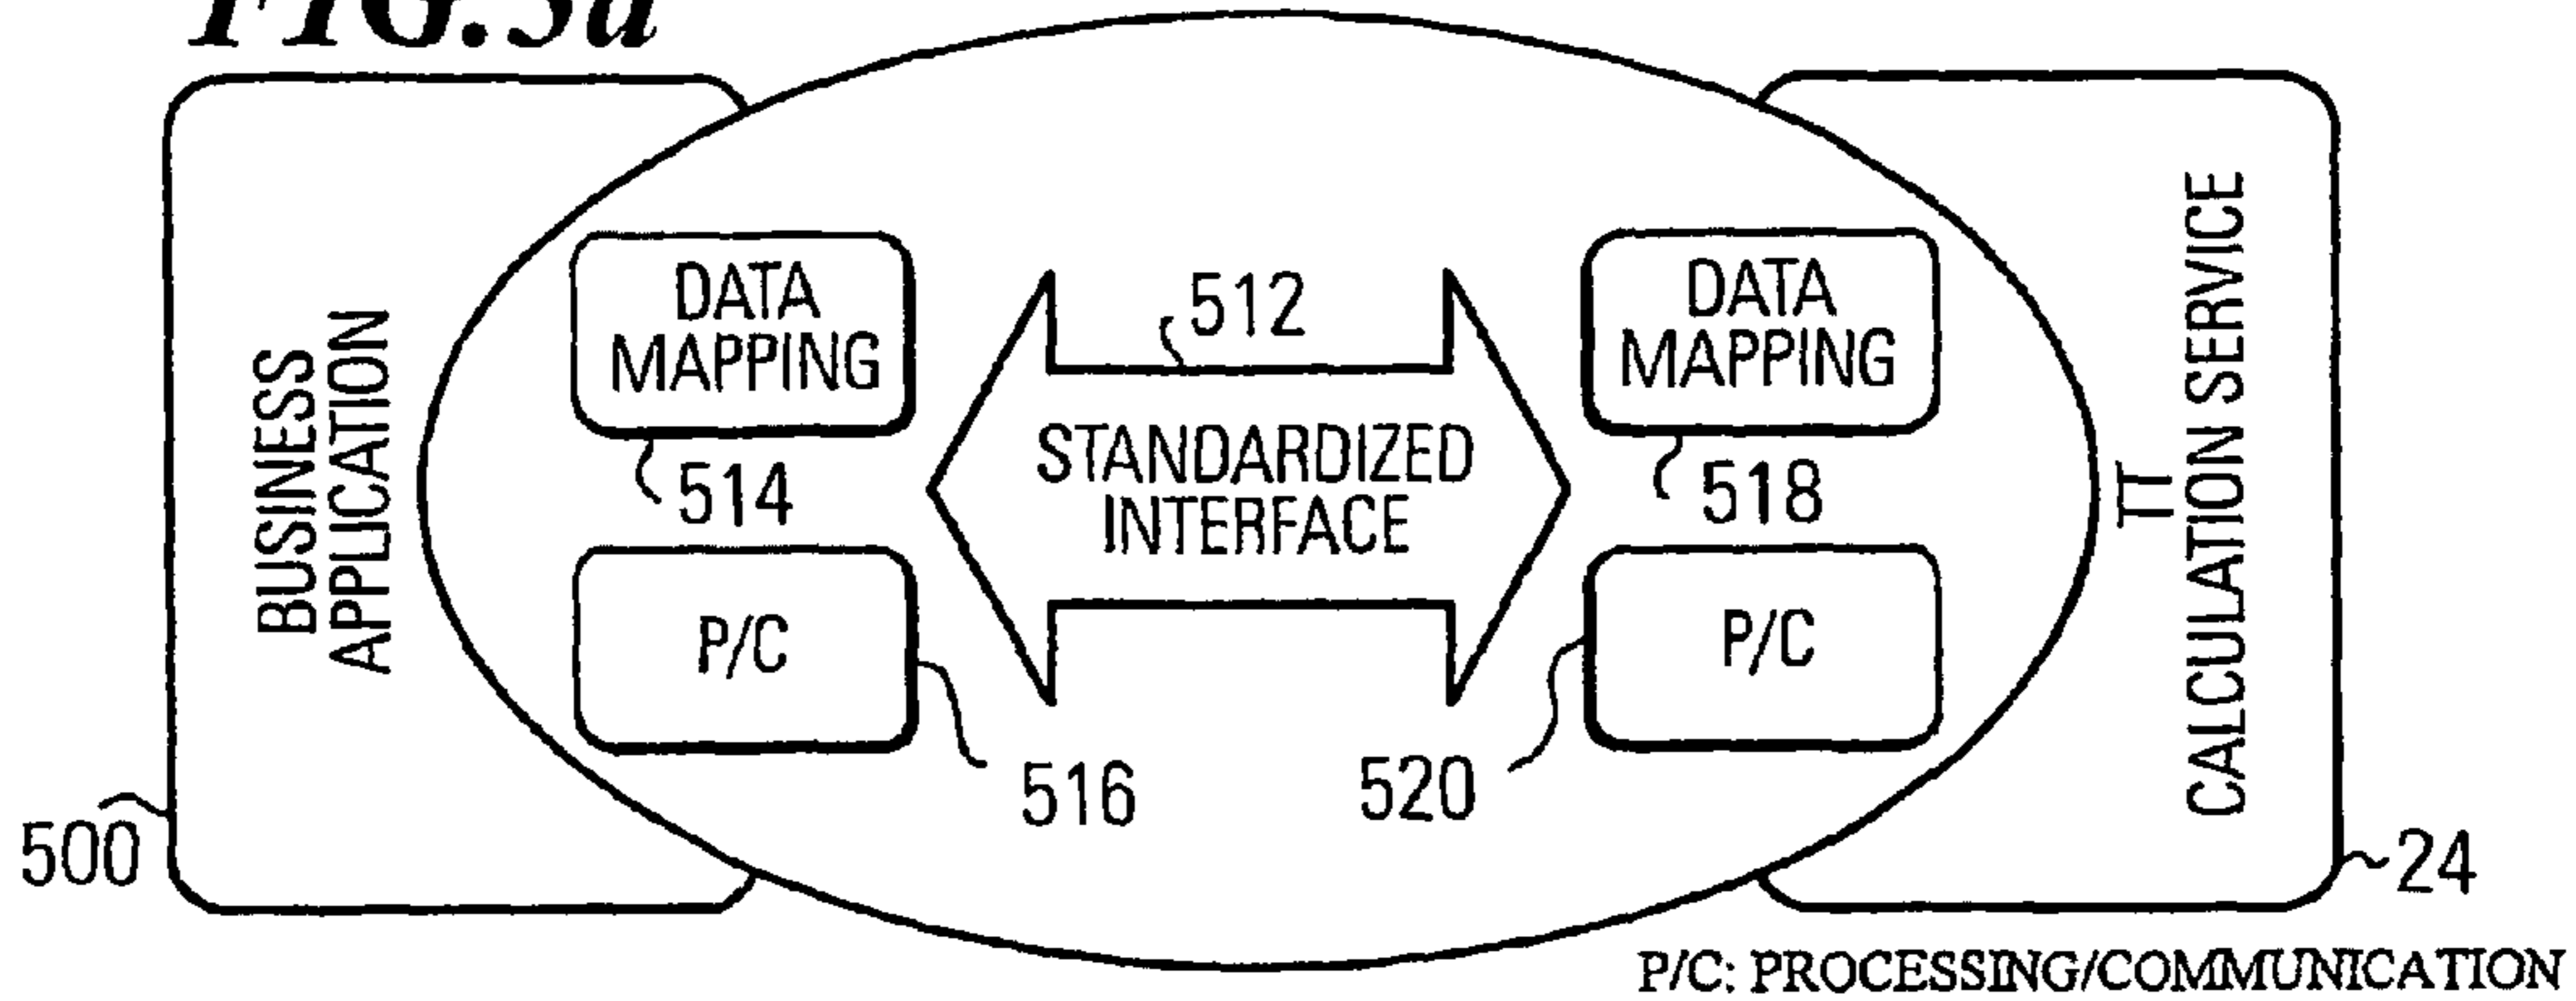 FIG.5a
BUSINESS
APPLICATION
DATA
MAPPING
514
P/C
516
512
STANDARDIZED
INTERFACE
DATA
MAPPING
518
P/C
520
TT
CALCULATION SERVICE
500
24
P/C: PROCESSING/COMMUNICATION